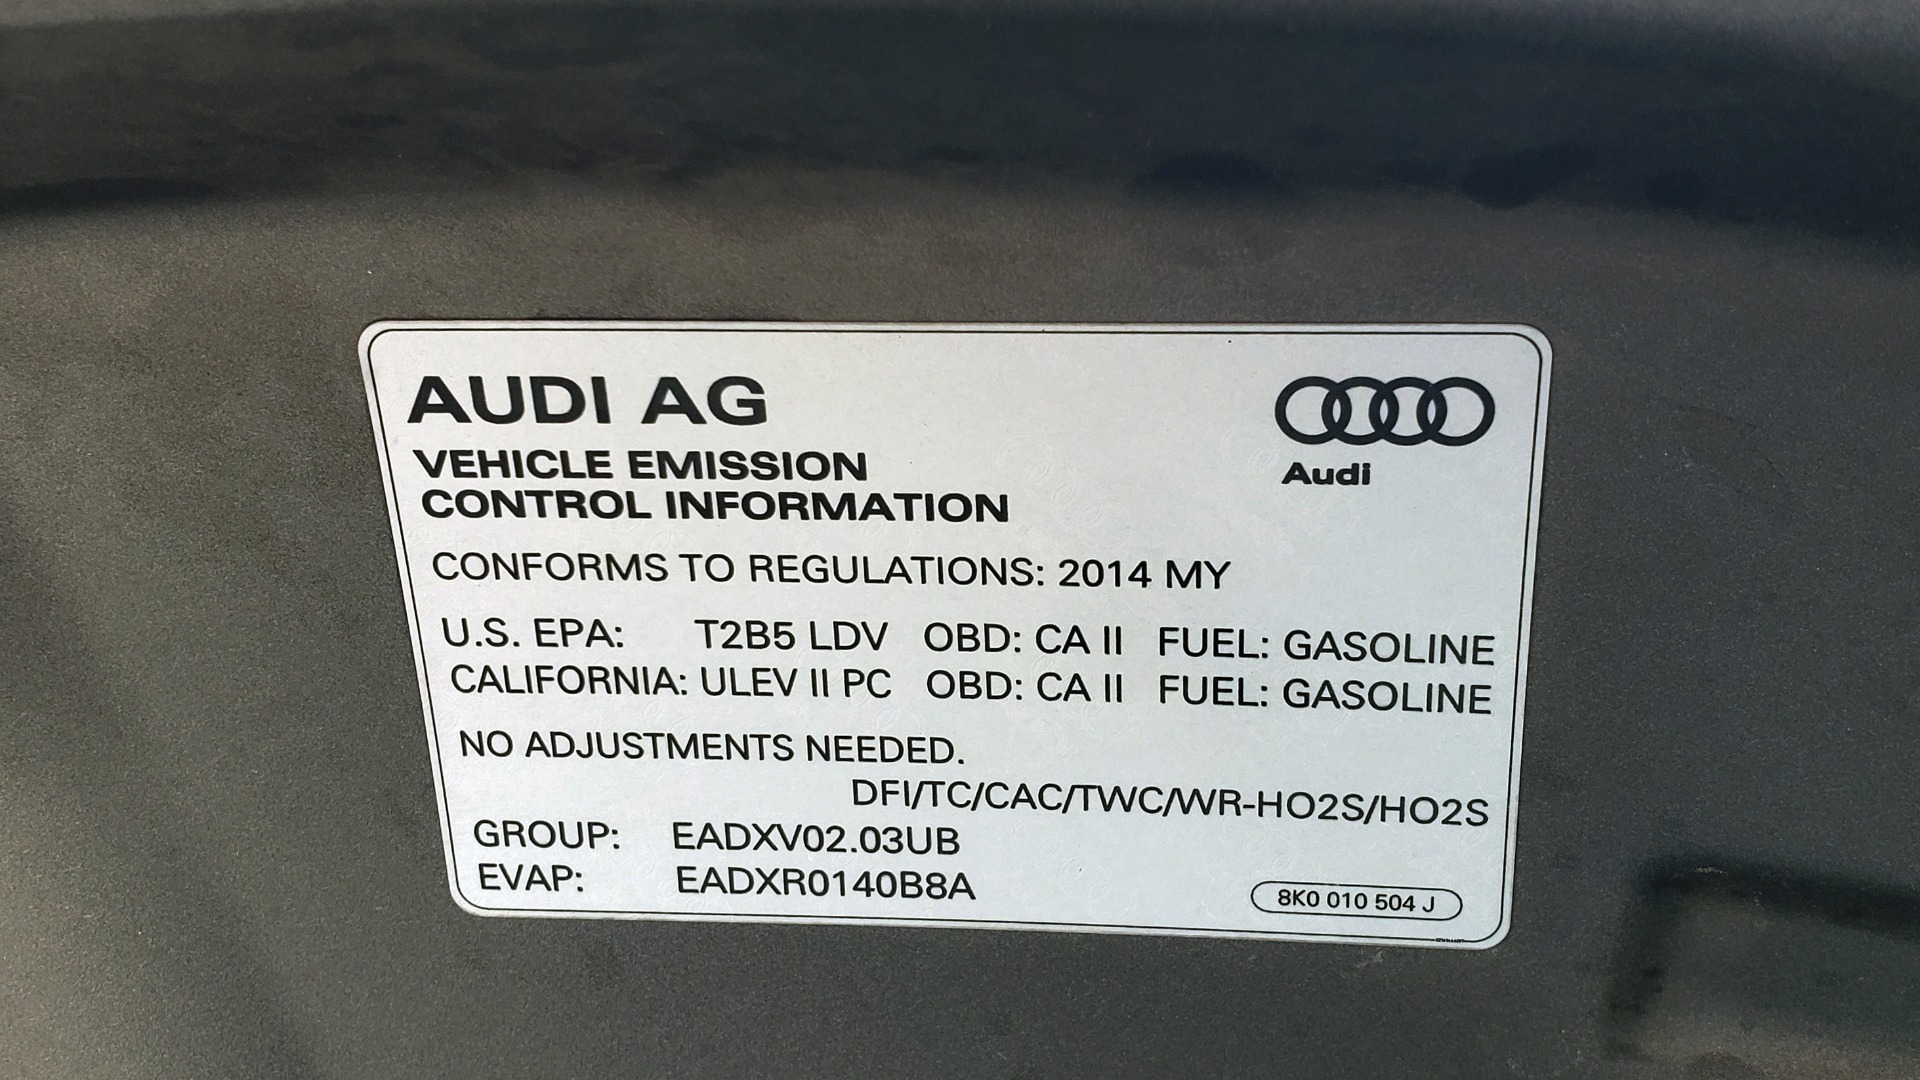 AUDI AG
Audi
VEHICLE EMISSION
CONTROL INFORMATION
CONFORMS TO REGULATIONS: 2014 MY
U.S. EPA: T2B5 LDV OBD: CA II FUEL: GASOLINE
CALIFORNIA: ULEV II PC OBD: CA II FUEL: GASOLINE
NO ADJUSTMENTS NEEDED.
DFI/TC/CAC/TWC/WR-HO2S/HO2S
GROUP: EADXV02.03UB
EVAP: EADXR0140B8A
8K0 010 504 J